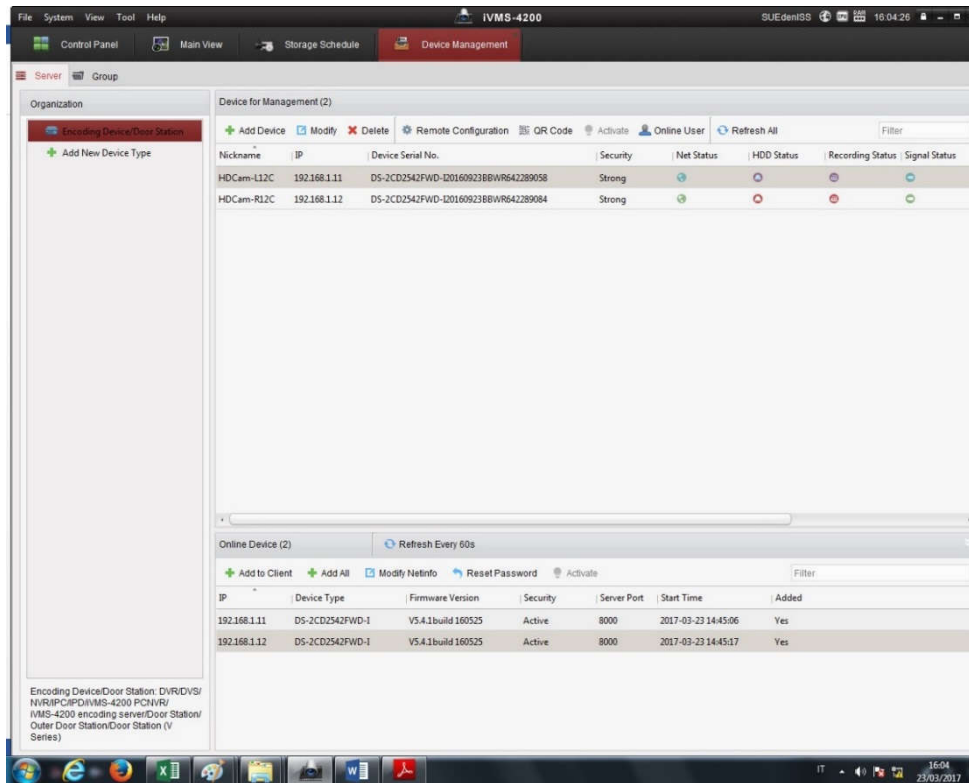 File System View Tool Help iVMS-4200 SUEdenISS 16:04:26
Control Panel Main View Storage Schedule Device Management
Server Group
Organization
Encoding Device/Door Station
Add New Device Type
Device for Management (2)
Add Device Modify Delete Remote Configuration QR Code Activate Online User Refresh All Filter
Nickname IP Device Serial No. Security Net Status HDD Status Recording Status Signal Status
HDCam-L12C 192.168.1.11 DS-2CD2542FWD-I20160923BBWR642289058 Strong
HDCam-R12C 192.168.1.12 DS-2CD2542FWD-I20160923BBWR642289084 Strong
Online Device (2) Refresh Every 60s
Add to Client Add All Modify Netinfo Reset Password Activate Filter
IP Device Type Firmware Version Security Server Port Start Time Added
192.168.1.11 DS-2CD2542FWD-I V5.4.1build 160525 Active 8000 2017-03-23 14:45:06 Yes
192.168.1.12 DS-2CD2542FWD-I V5.4.1build 160525 Active 8000 2017-03-23 14:45:17 Yes
Encoding Device/Door Station: DVR/DVS/
NVR/IPC/IPD/iVMS-4200 PCNVR/
iVMS-4200 encoding server/Door Station/
Outer Door Station/Door Station (V
Series)
IT 16:04
23/03/2017